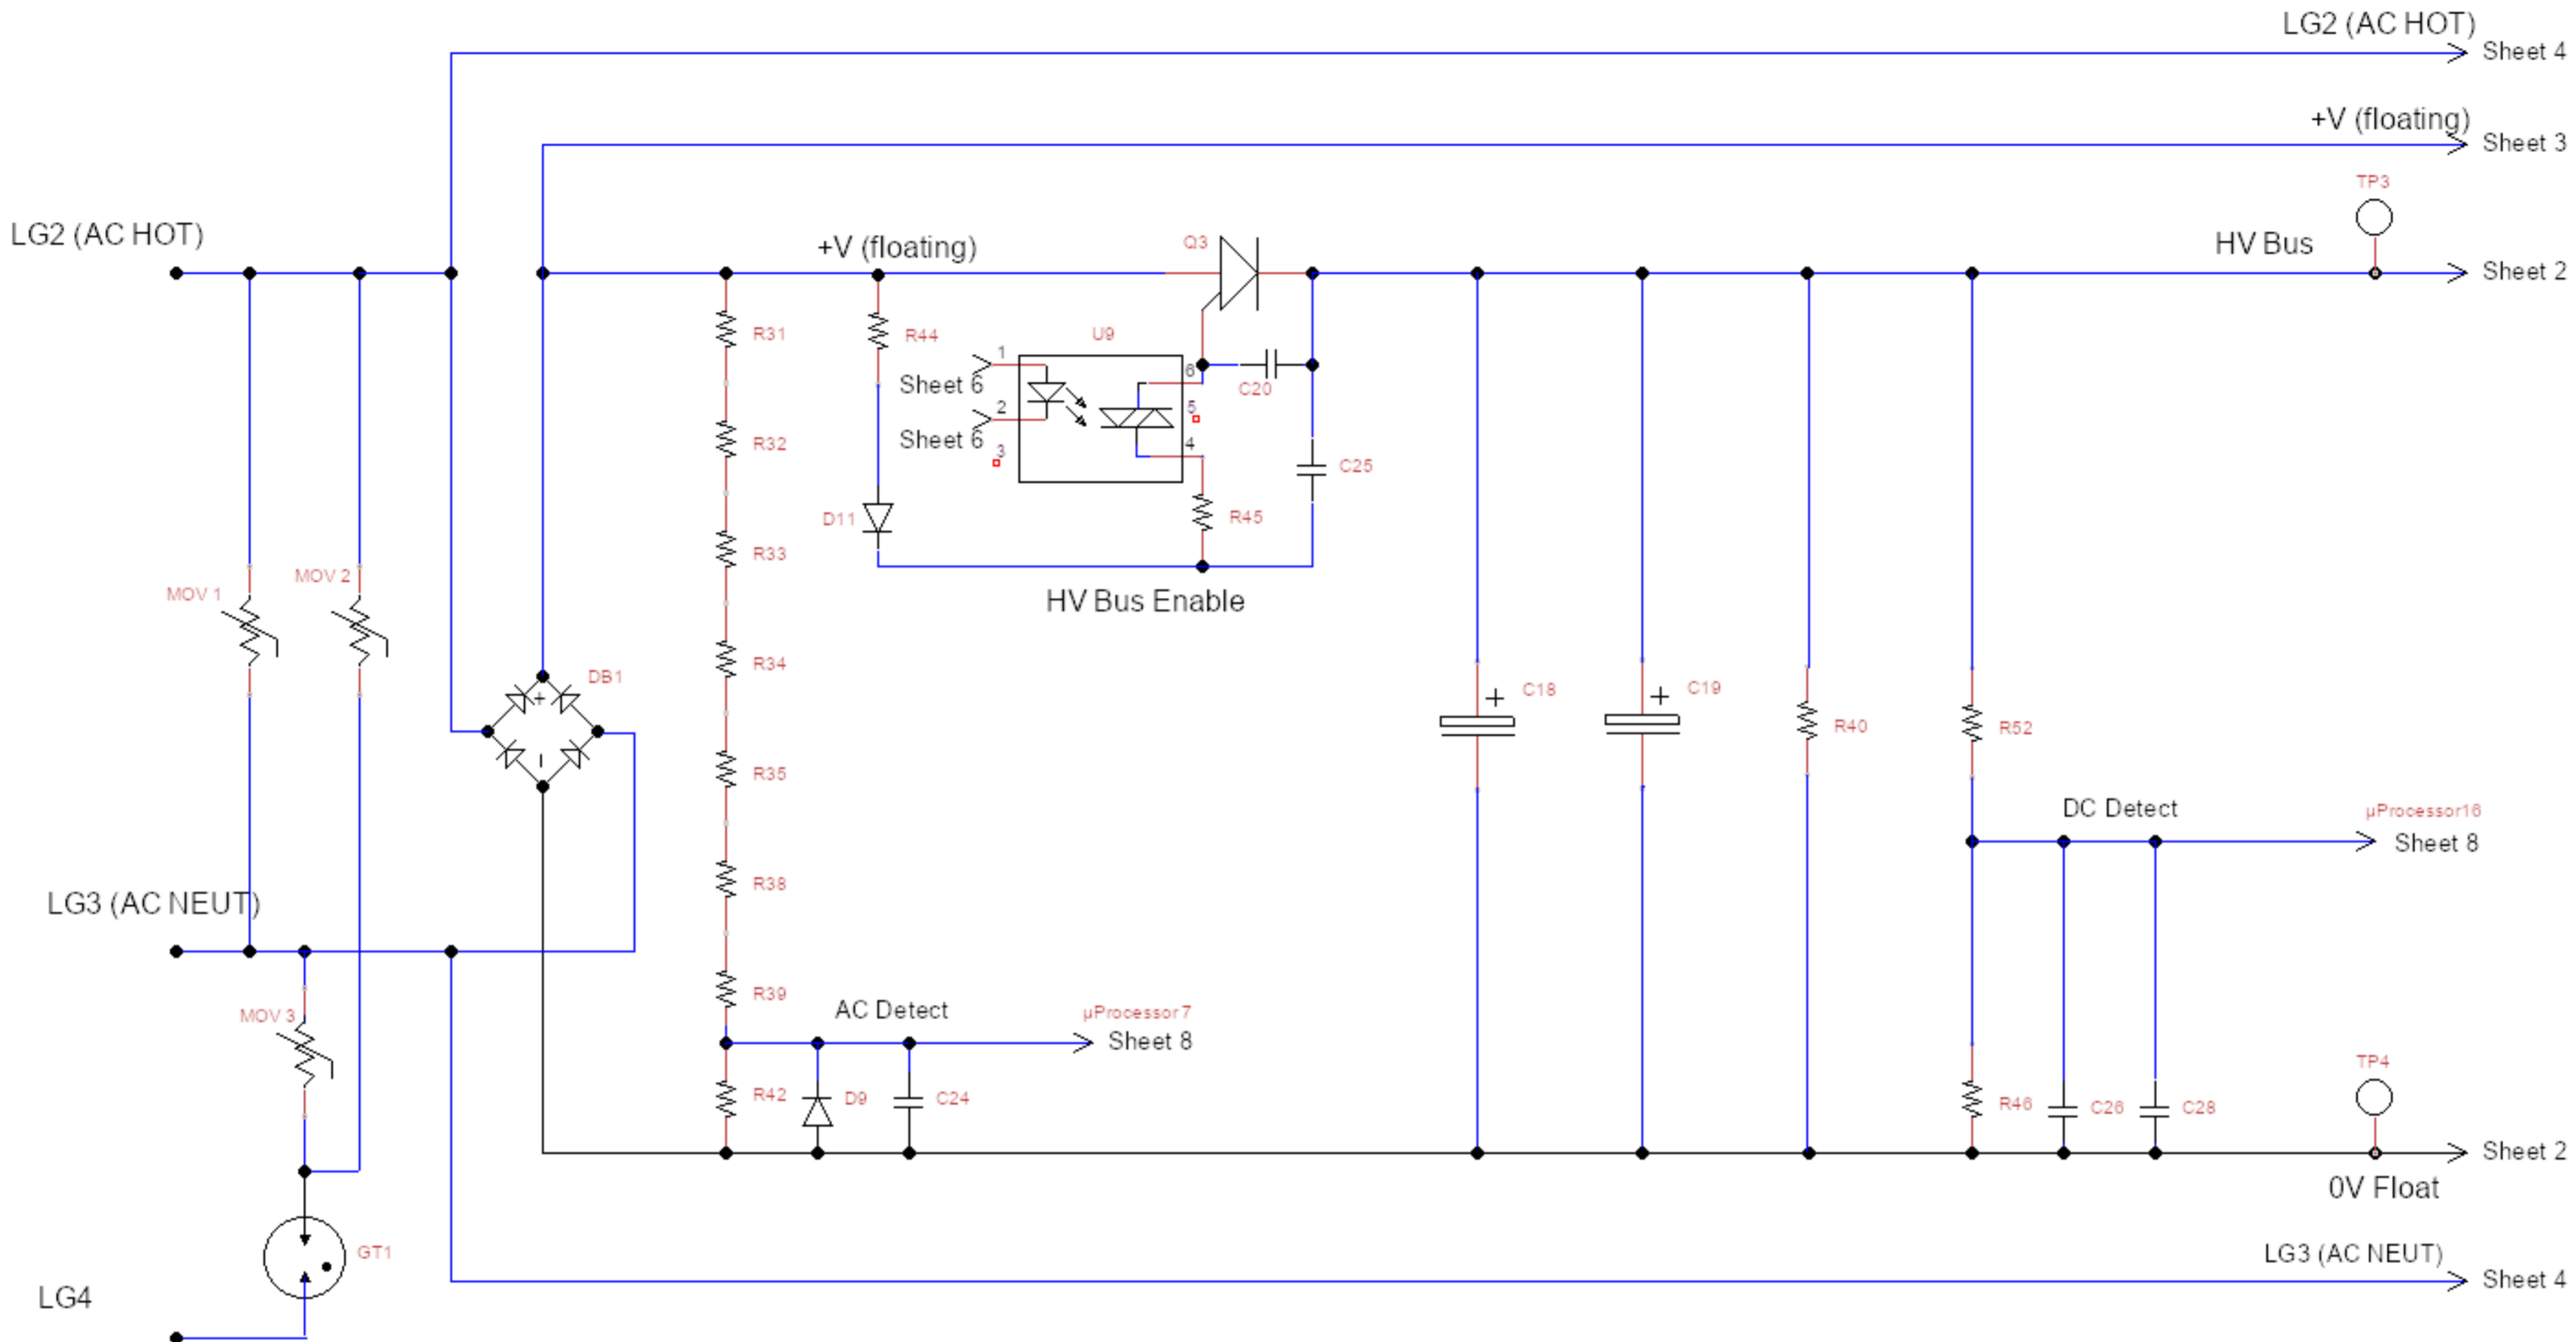 LG2 (AC HOT)
Sheet 4
+V (floating)
Sheet 3
TP3
LG2 (AC HOT)
+V (floating)
Q3
HV Bus
Sheet 2
R31
R44
U9
1
Sheet 6
6
C20
2
5
Sheet 6
R32
3
4
C25
D11
R45
R33
MOV 1
MOV 2
HV Bus Enable
R34
DB1
+
+
C18
+
C19
R40
R52
R35
DC Detect
µProcessor16
Sheet 8
R38
LG3 (AC NEUT)
R39
AC Detect
µProcessor7
Sheet 8
MOV 3
TP4
R42
D9
C24
R46
C26
C28
Sheet 2
0V Float
GT1
LG3 (AC NEUT)
Sheet 4
LG4